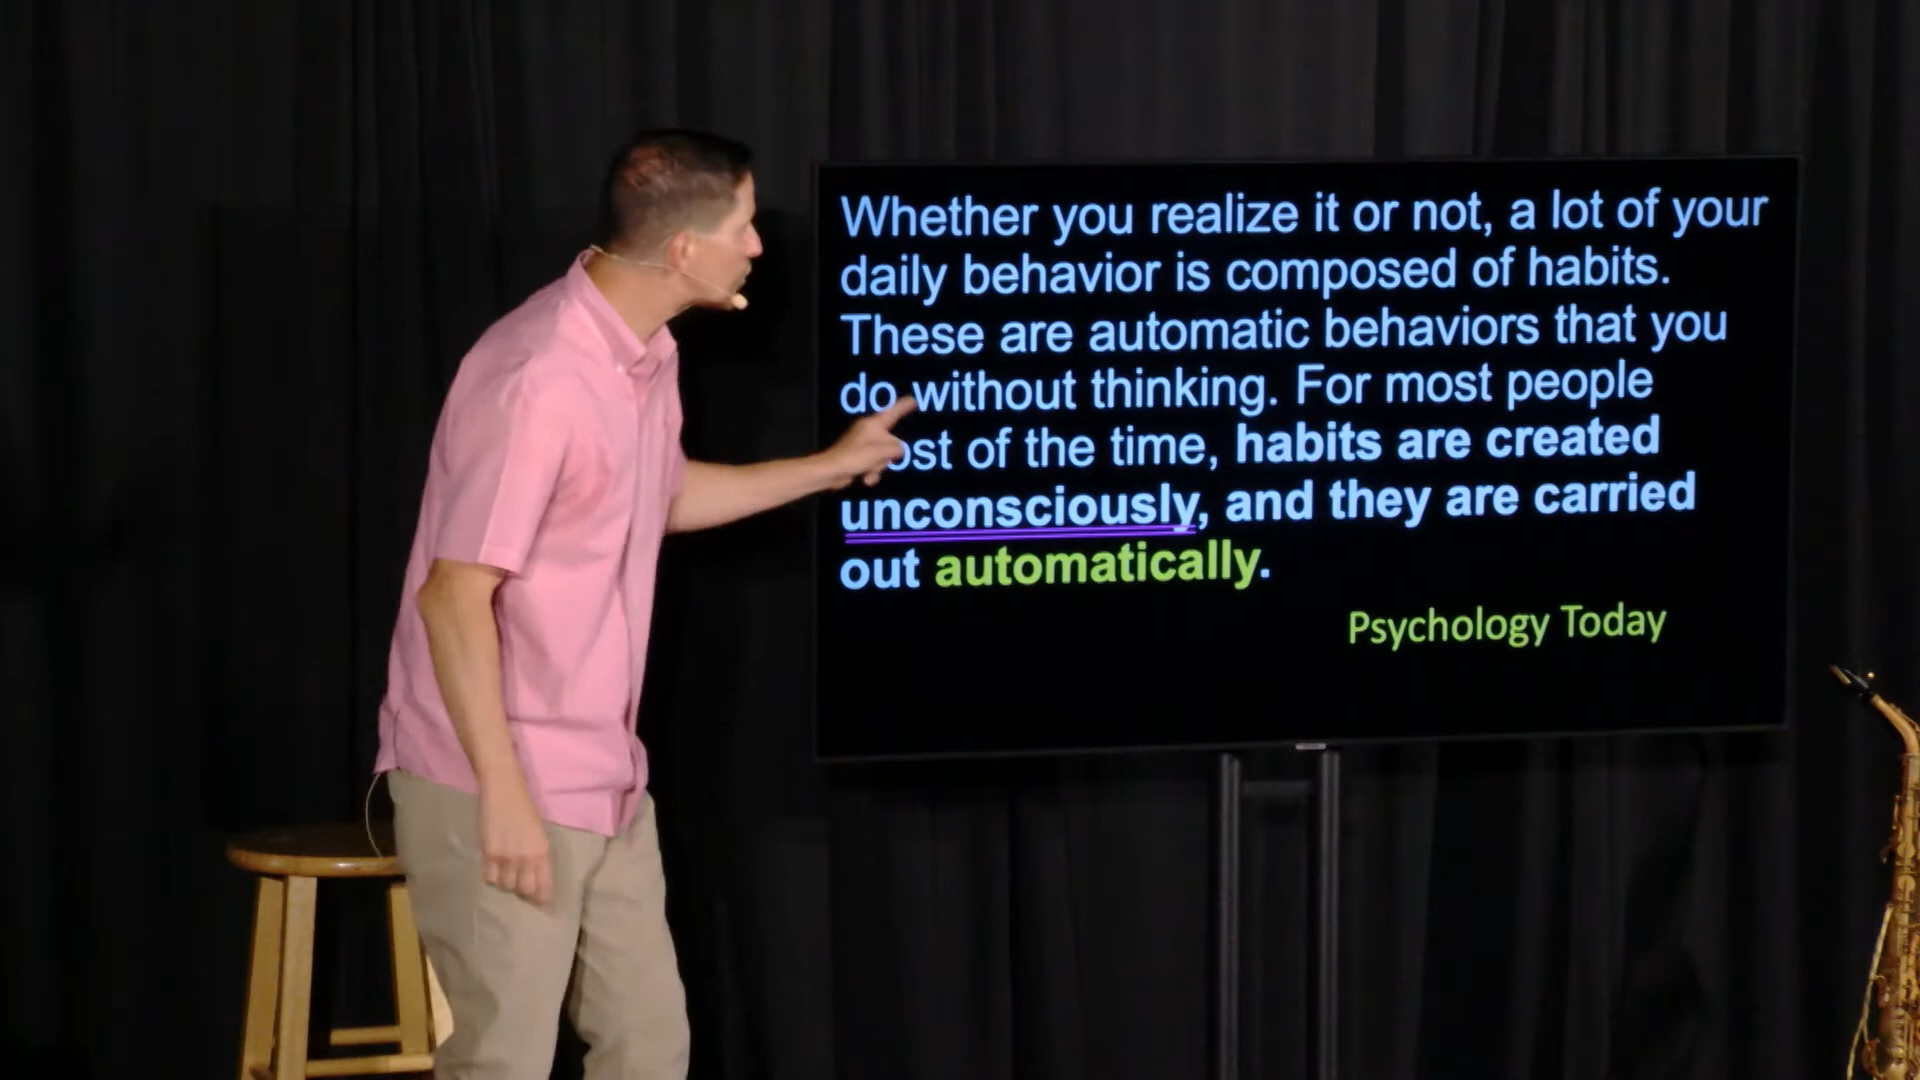 Whether you realize it or not, a lot of your
daily behavior is composed of habits.
These are automatic behaviors that you
do without thinking. For most people
of the time, habits are created
unconsciously, and they are carried
out automatically.
Psychology Today